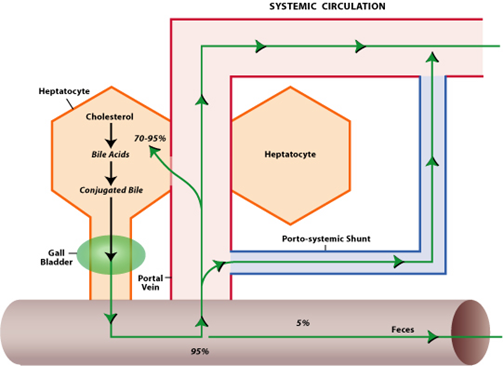 SYSTEMIC CIRCULATION
Heptatocyte
Cholesterol
70-95%
Bile Acids
Heptatocyte
Conjugated Bile
Porto-systemic Shunt
Gall
Bladder
Portal
Vein
5%
Feces
95%